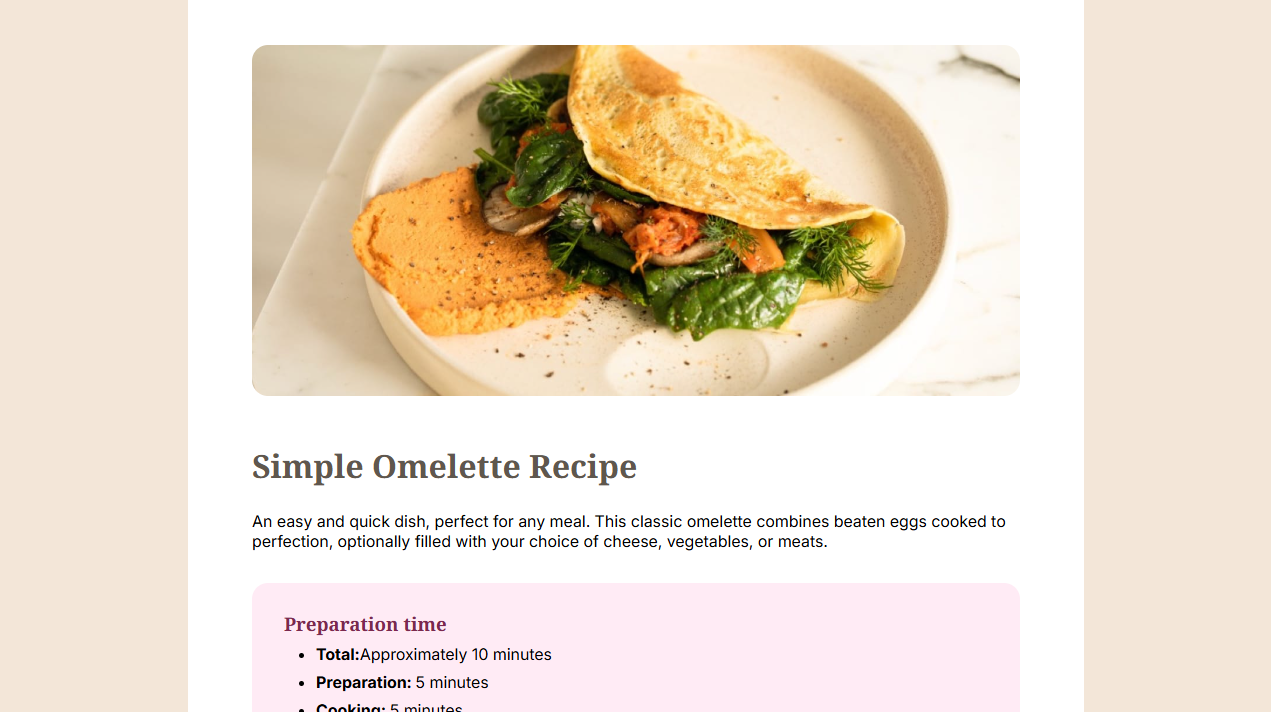 Simple Omelette Recipe
An easy and quick dish, perfect for any meal. This classic omelette combines beaten eggs cooked to
perfection, optionally filled with your choice of cheese, vegetables, or meats.
Preparation time
• Total:Approximately 10 minutes
• Preparation: 5 minutes
• Cooking: 5 minutes